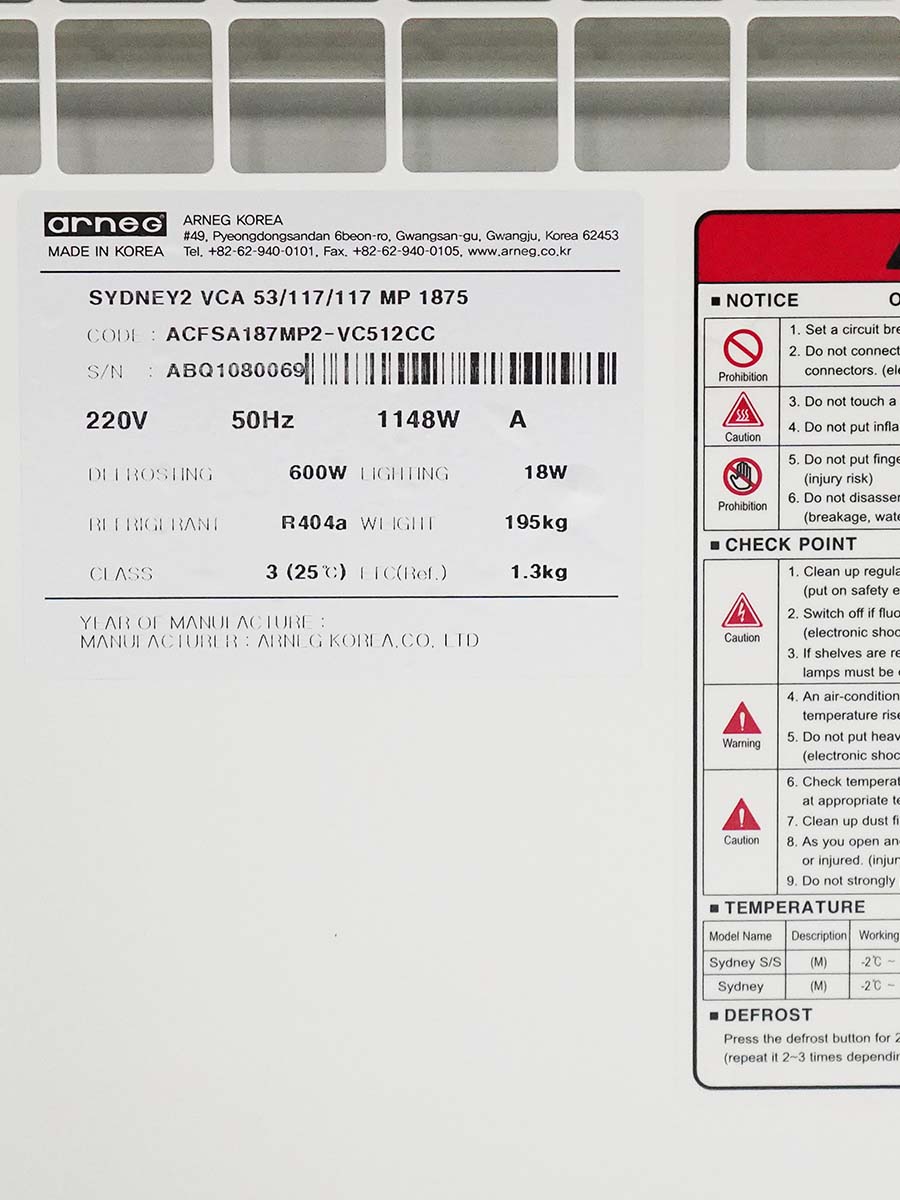 arneg
MADE IN KOREA
ARNEG KOREA
#49, Pyeongdongsandan 6beon-ro, Gwangsan-gu, Gwangju, Korea 62453
Tel. +82-62-940-0101, Fax. +82-62-940-0105, www.arneg.co.kr
SYDNEY2 VCA 53/117/117 MP 1875
CODE : ACFSA187MP2-VC512CC
S/N : ABQ1080069
220V 50Hz 1148W A
DEFROSTING 600W LIGHTING 18W
REFRIGERANT R404a WEIGHT 195kg
CLASS 3 (25℃) ETC(Ref.) 1.3kg
YEAR OF MANUFACTURE :
MANUFACTURER : ARNEG KOREA.CO. LTD
■ NOTICE
Prohibition
1. Set a circuit bre
2. Do not connect
connectors. (ele
Caution
3. Do not touch a
4. Do not put infla
Prohibition
5. Do not put finge
(injury risk)
6. Do not disasser
(breakage, wate
■ CHECK POINT
Caution
1. Clean up regula
(put on safety e
2. Switch off if fluo
(electronic shoc
3. If shelves are re
lamps must be
Warning
4. An air-condition
temperature rise
5. Do not put heav
(electronic shoc
Caution
6. Check temperat
at appropriate te
7. Clean up dust fi
8. As you open an
or injured. (injur
9. Do not strongly
■ TEMPERATURE
Model Name Description Working
Sydney S/S (M) -2℃ ~
Sydney (M) -2℃ ~
■ DEFROST
Press the defrost button for 2
(repeat it 2~3 times dependin